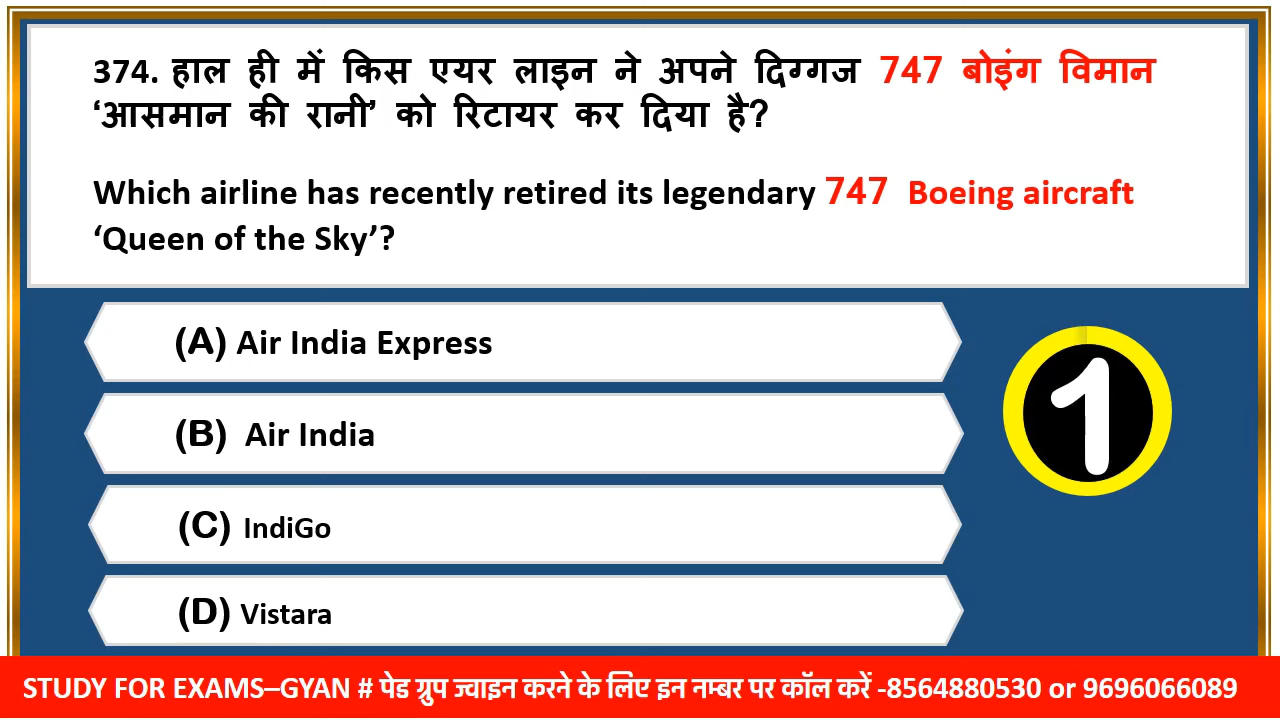 374. हाल ही में किस एयर लाइन ने अपने दिग्गज 747 बोइंग विमान
‘आसमान की रानी’ को रिटायर कर दिया है?
Which airline has recently retired its legendary 747 Boeing aircraft
‘Queen of the Sky’?
(A) Air India Express
(B) Air India
(C) IndiGo
(D) Vistara
1
STUDY FOR EXAMS–GYAN # पेड ग्रुप ज्वाइन करने के लिए इन नम्बर पर कॉल करें -8564880530 or 9696066089